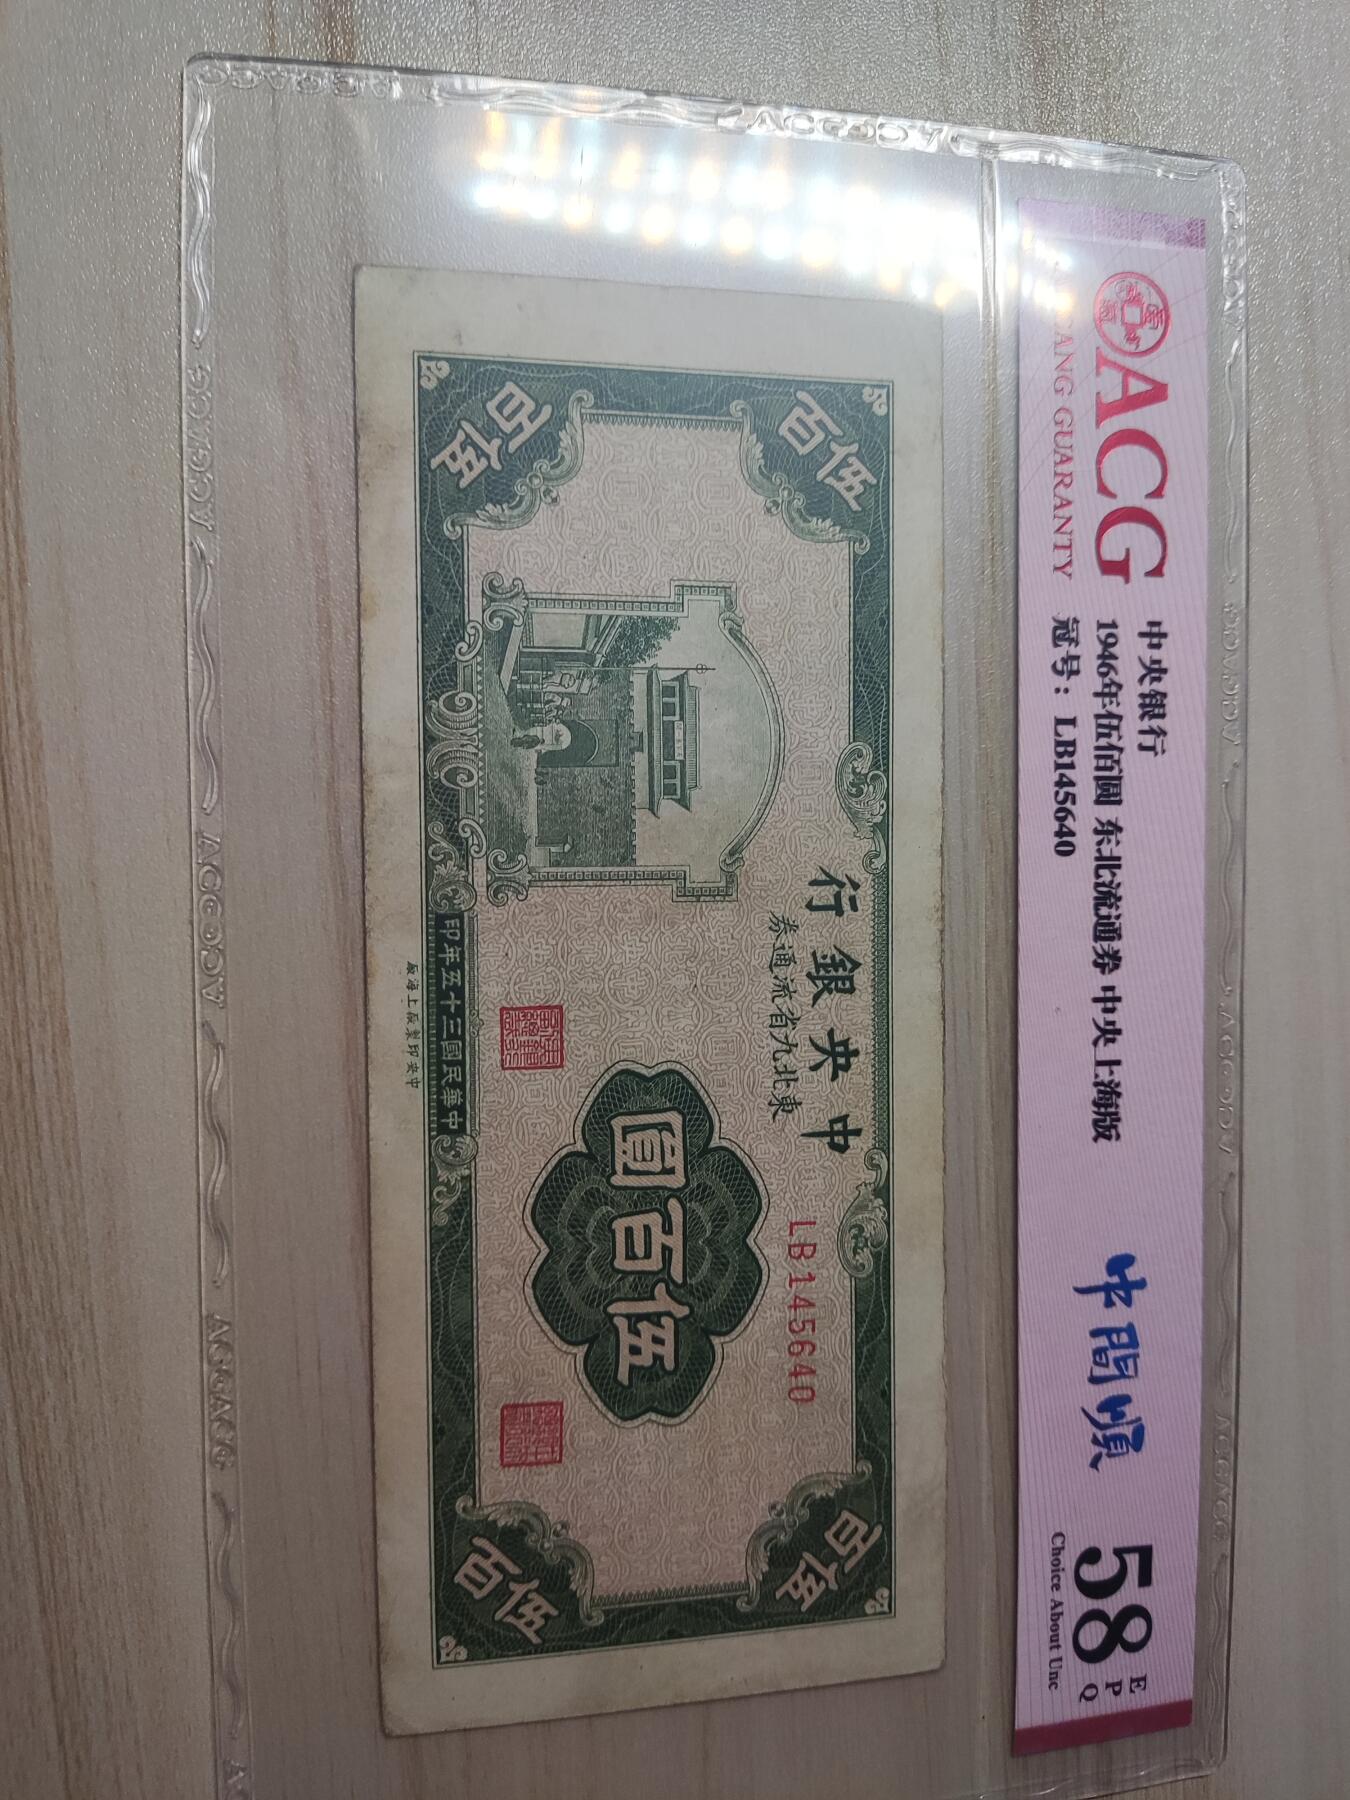 ACG
CANG GUARANTY
中央银行
1946年伍佰圆 东北流通券 中央上海版
冠号：LB145640
中間順
58
EPQ
Choice About Unc
百伍
百伍
行銀央中
券通流省九北東
LB145640
圓百伍
印年五十三國民華中
廠海上廠製印央中
百伍
百伍